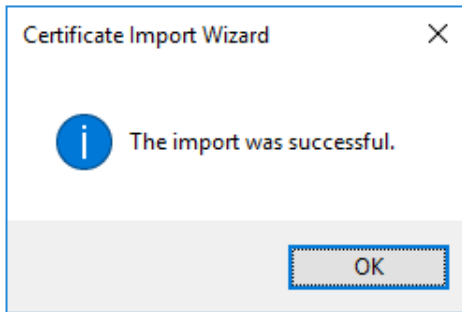 Certificate Import Wizard
The import was successful.
OK